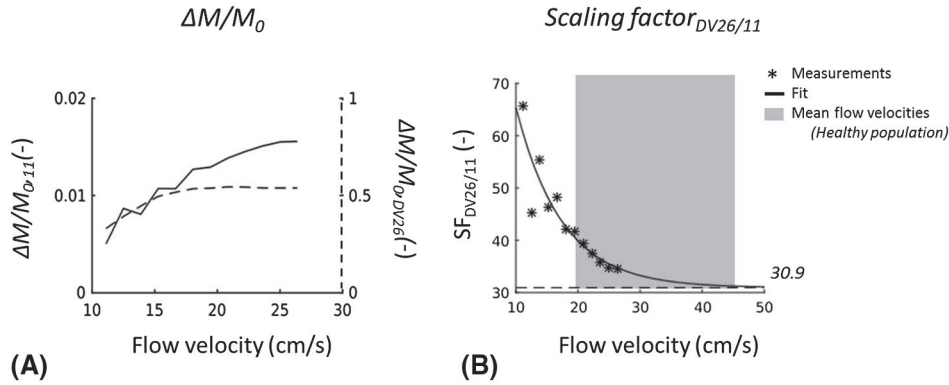 ΔM/M0
Scaling factorDV26/11
ΔM/M0,11(-)
0.02
0.01
0
1
0.5
0
10
15
20
25
30
ΔM/M0,DV26(-)
Flow velocity (cm/s)
(A)
SFDV26/11 (-)
70
60
50
40
30
10
20
30
40
50
30.9
Flow velocity (cm/s)
(B)
Measurements
Fit
Mean flow velocities
(Healthy population)